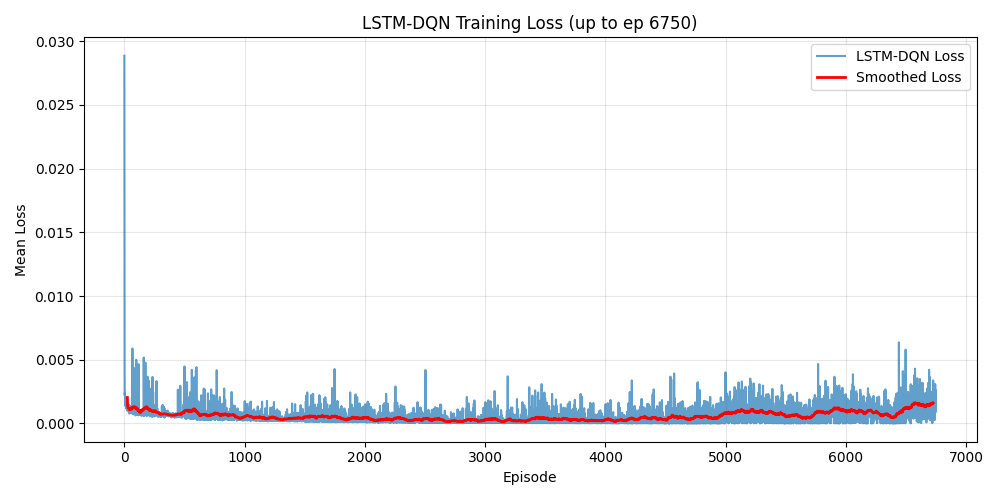 LSTM-DQN Training Loss (up to ep 6750)
0.030
0.025
0.020
0.015
0.010
0.005
0.000
Mean Loss
LSTM-DQN Loss
Smoothed Loss
0 1000 2000 3000 4000 5000 6000 7000
Episode